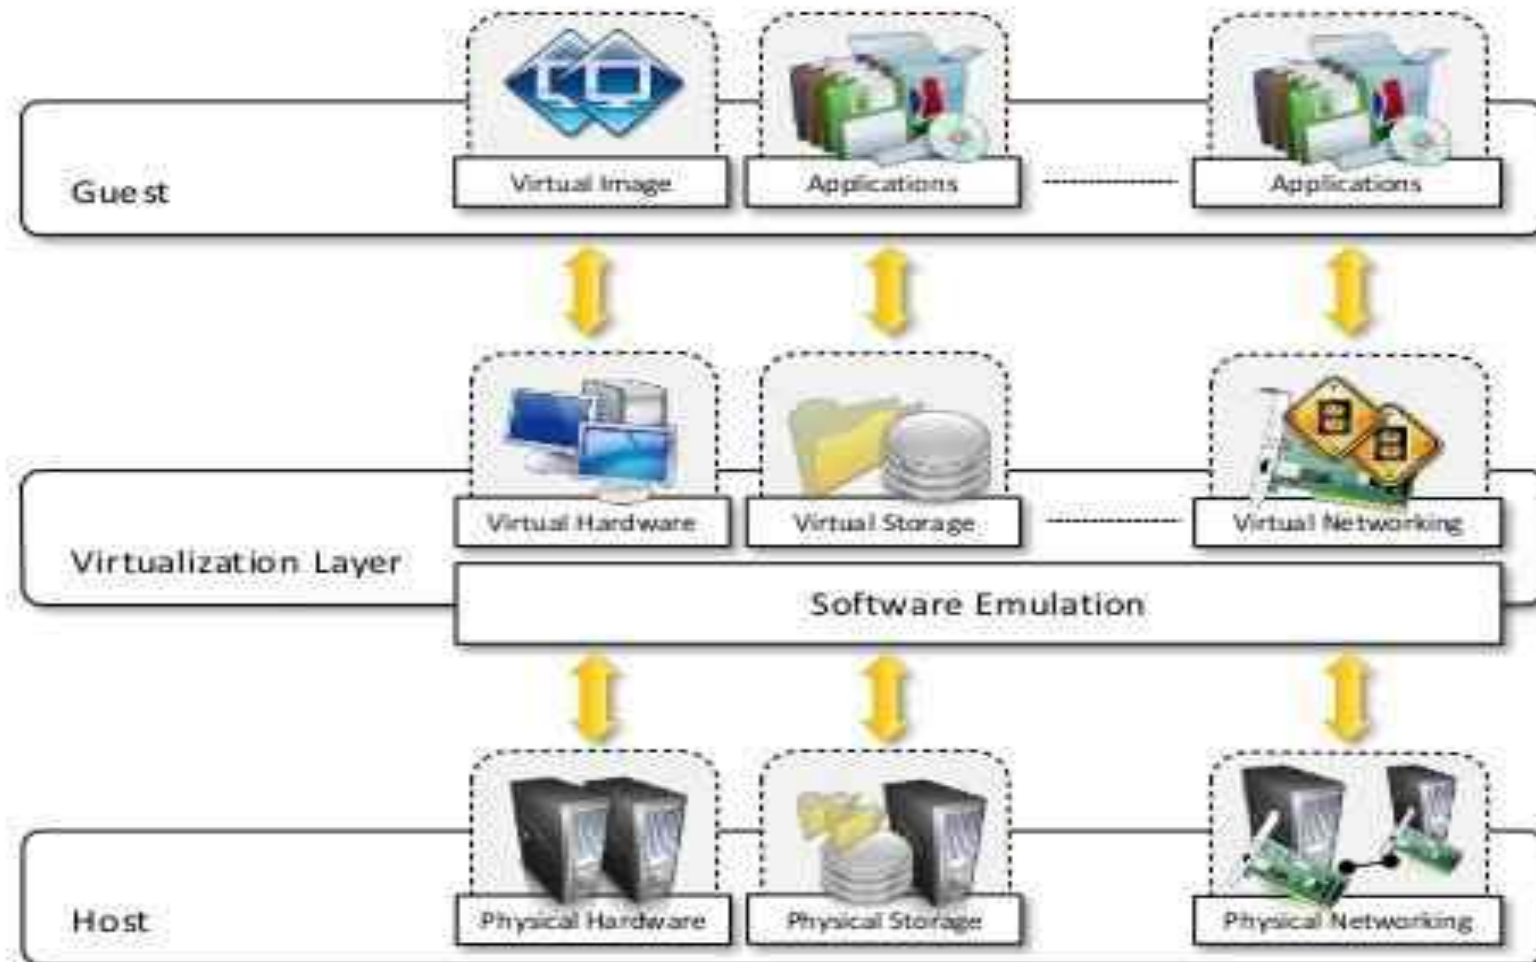 Guest
Virtual Image
Applications
Applications
Virtualization Layer
Virtual Hardware
Virtual Storage
Virtual Networking
Software Emulation
Host
Physical Hardware
Physical Storage
Physical Networking